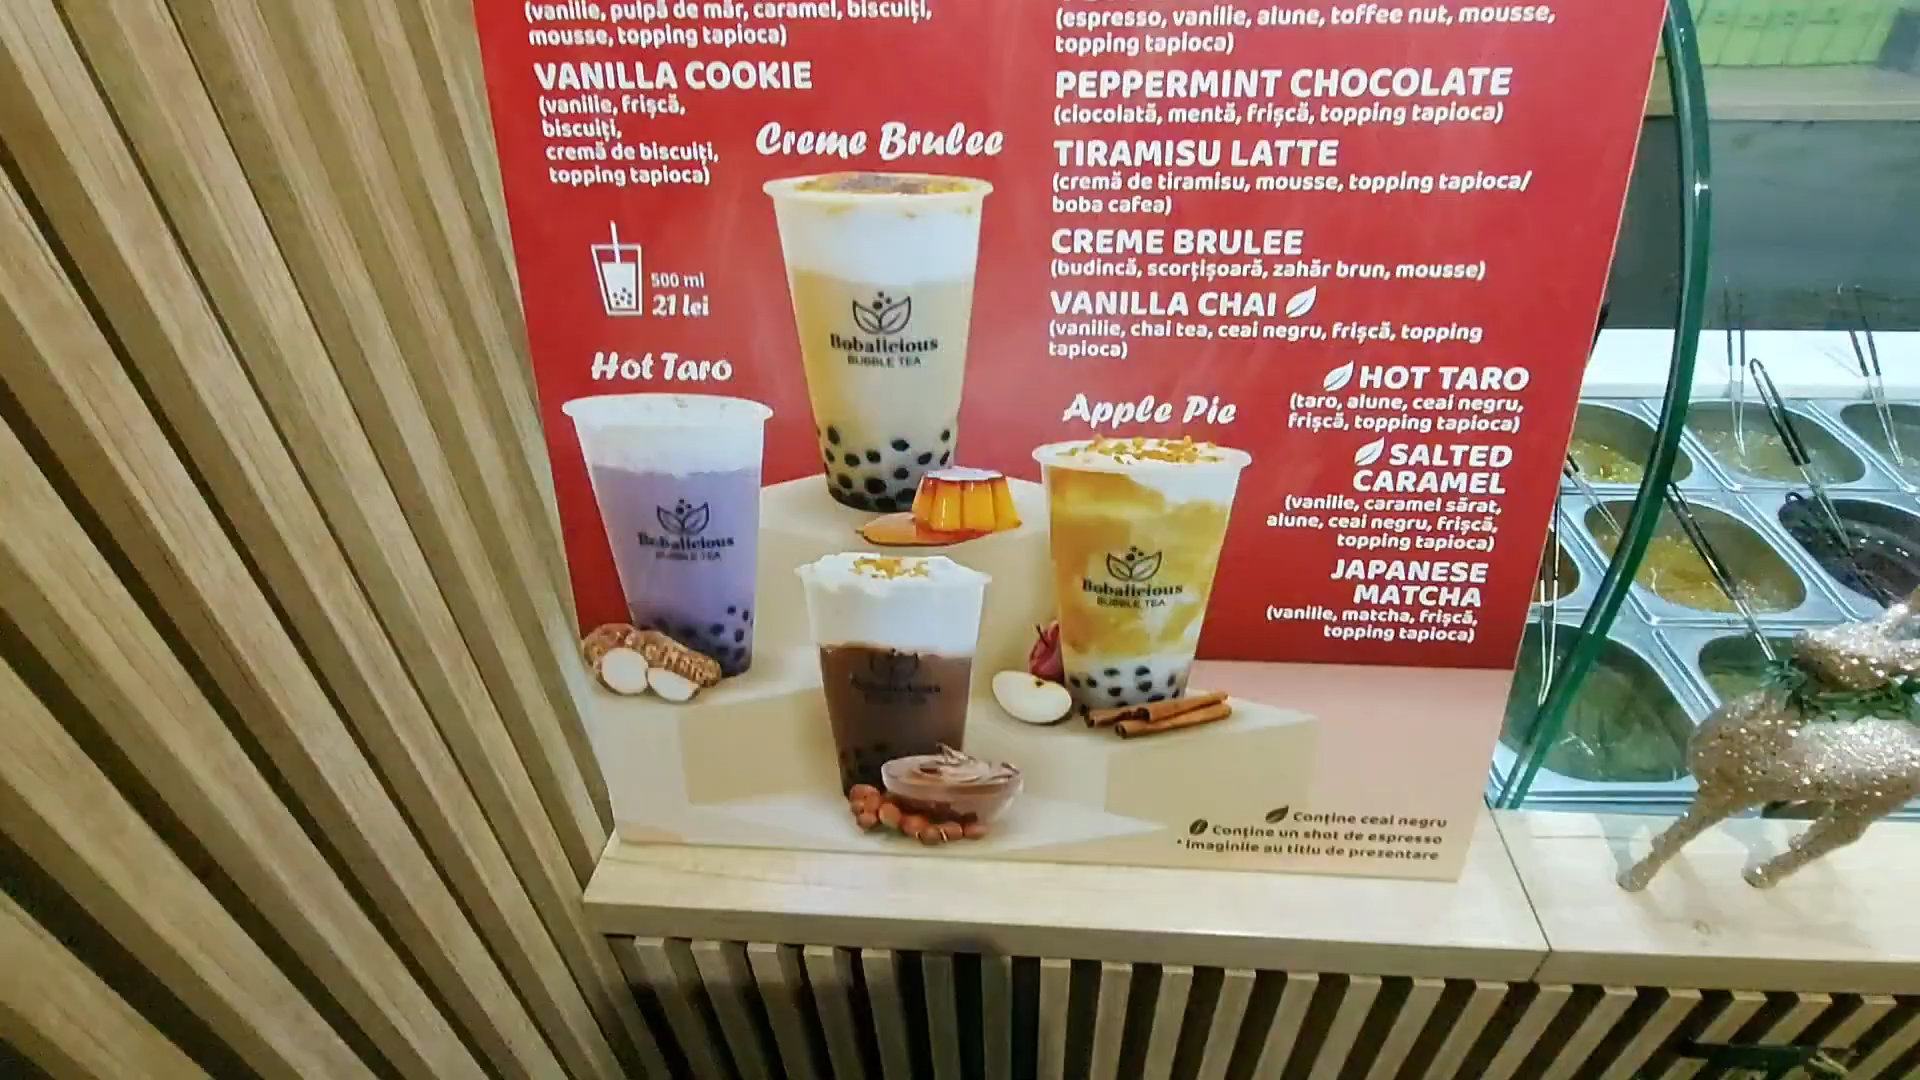 (vanilie, pulpă de măr, caramel, biscuiți,
mousse, topping tapioca)
VANILLA COOKIE
(vanilie, frișcă,
biscuiți,
cremă de biscuiți,
topping tapioca)
Creme Brulee
500 ml
21 lei
Hot Taro
Bobalicious
BUBBLE TEA
Bobalicious
BUBBLE TEA
Apple Pie
Bobalicious
BUBBLE TEA
(espresso, vanilie, alune, toffee nut, mousse,
topping tapioca)
PEPPERMINT CHOCOLATE
(ciocolată, mentă, frișcă, topping tapioca)
TIRAMISU LATTE
(cremă de tiramisu, mousse, topping tapioca/
boba cafea)
CREME BRULEE
(budincă, scorțișoară, zahăr brun, mousse)
VANILLA CHAI
(vanilie, chai tea, ceai negru, frișcă, topping
tapioca)
HOT TARO
(taro, alune, ceai negru,
frișcă, topping tapioca)
SALTED
CARAMEL
(vanilie, caramel sărat,
alune, ceai negru, frișcă,
topping tapioca)
JAPANESE
MATCHA
(vanilie, matcha, frișcă,
topping tapioca)
Conține ceai negru
Conține un shot de espresso
* Imaginile au titlu de prezentare